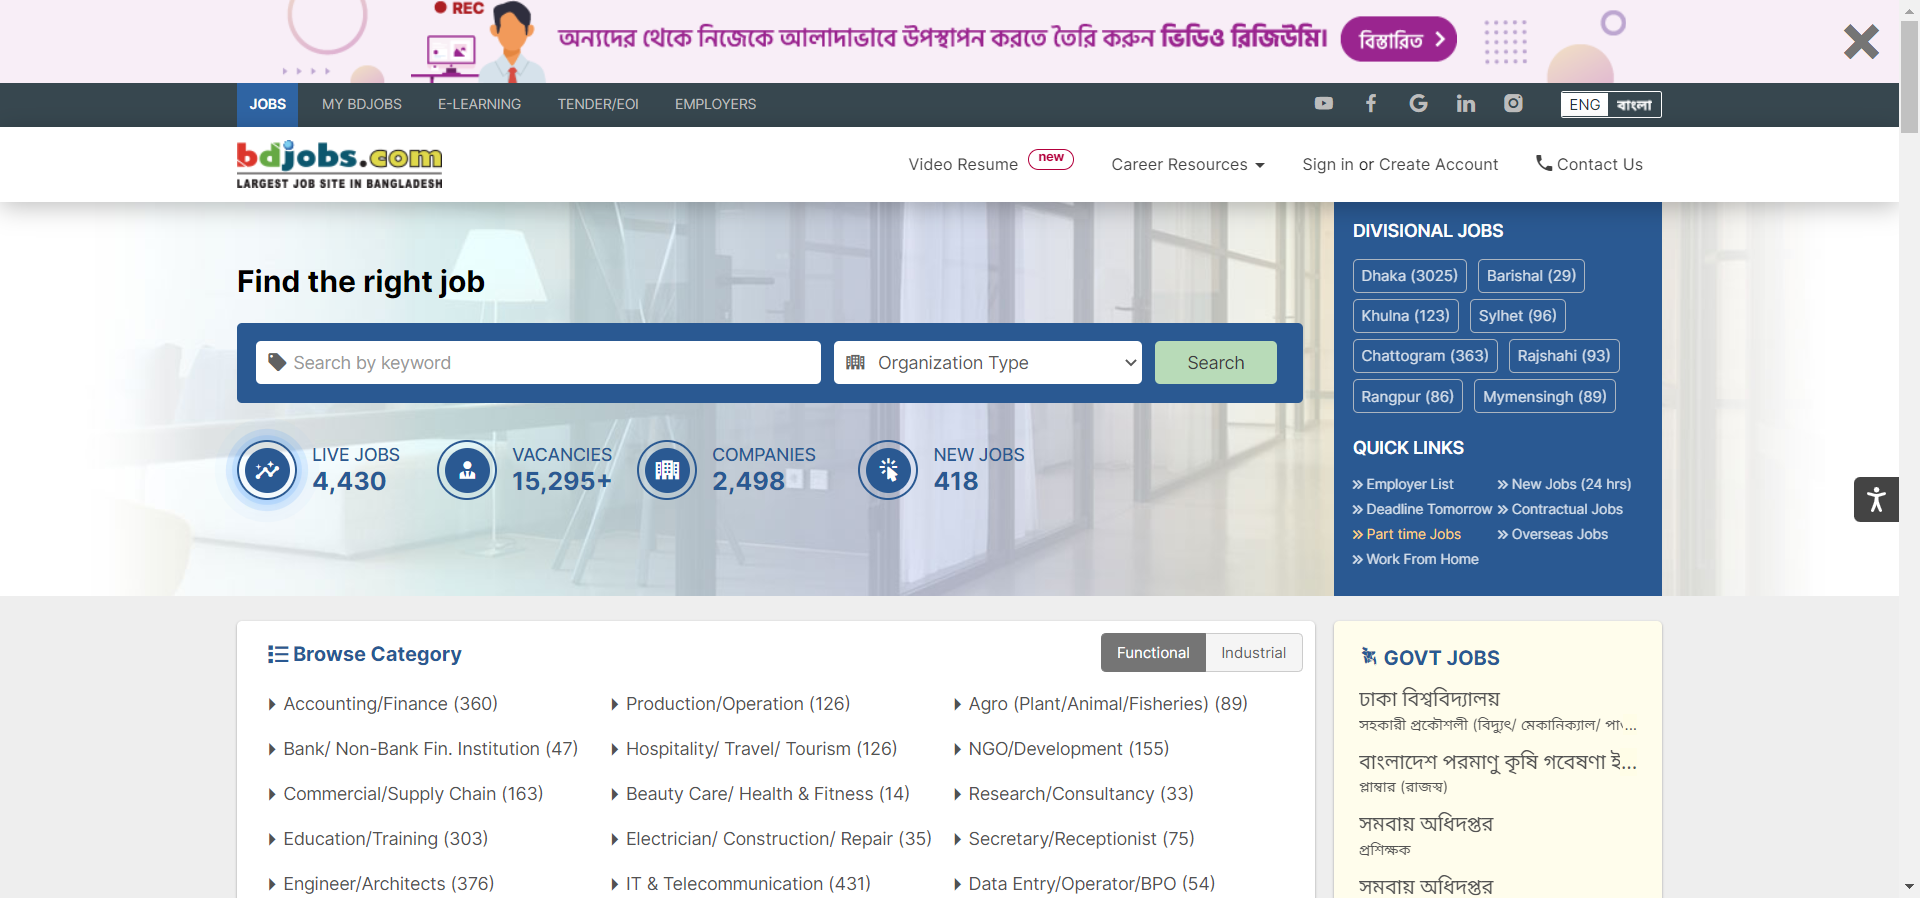 REC
অন্যদের থেকে নিজেকে আলাদাভাবে উপস্থাপন করতে তৈরি করুন ভিডিও রিজিউমি। বিস্তারিত
JOBS MY BDJOBS E-LEARNING TENDER/EOI EMPLOYERS ENG বাংলা
bdjobs.com
LARGEST JOB SITE IN BANGLADESH
Video Resume new Career Resources Sign in or Create Account Contact Us
Find the right job
Search by keyword Organization Type Search
LIVE JOBS
4,430
VACANCIES
15,295+
COMPANIES
2,498
NEW JOBS
418
DIVISIONAL JOBS
Dhaka (3025) Barishal (29)
Khulna (123) Sylhet (96)
Chattogram (363) Rajshahi (93)
Rangpur (86) Mymensingh (89)
QUICK LINKS
Employer List New Jobs (24 hrs)
Deadline Tomorrow Contractual Jobs
Part time Jobs Overseas Jobs
Work From Home
Browse Category Functional Industrial
Accounting/Finance (360) Production/Operation (126) Agro (Plant/Animal/Fisheries) (89)
Bank/ Non-Bank Fin. Institution (47) Hospitality/ Travel/ Tourism (126) NGO/Development (155)
Commercial/Supply Chain (163) Beauty Care/ Health & Fitness (14) Research/Consultancy (33)
Education/Training (303) Electrician/ Construction/ Repair (35) Secretary/Receptionist (75)
Engineer/Architects (376) IT & Telecommunication (431) Data Entry/Operator/BPO (54)
GOVT JOBS
ঢাকা বিশ্ববিদ্যালয়
সহকারী প্রকৌশলী (বিদ্যুৎ/ মেকানিক্যাল/ পাও...
বাংলাদেশ পরমাণু কৃষি গবেষণা ই...
প্লাম্বার (রাজস্ব)
সমবায় অধিদপ্তর
প্রশিক্ষক
সমবায় অধিদপ্তর